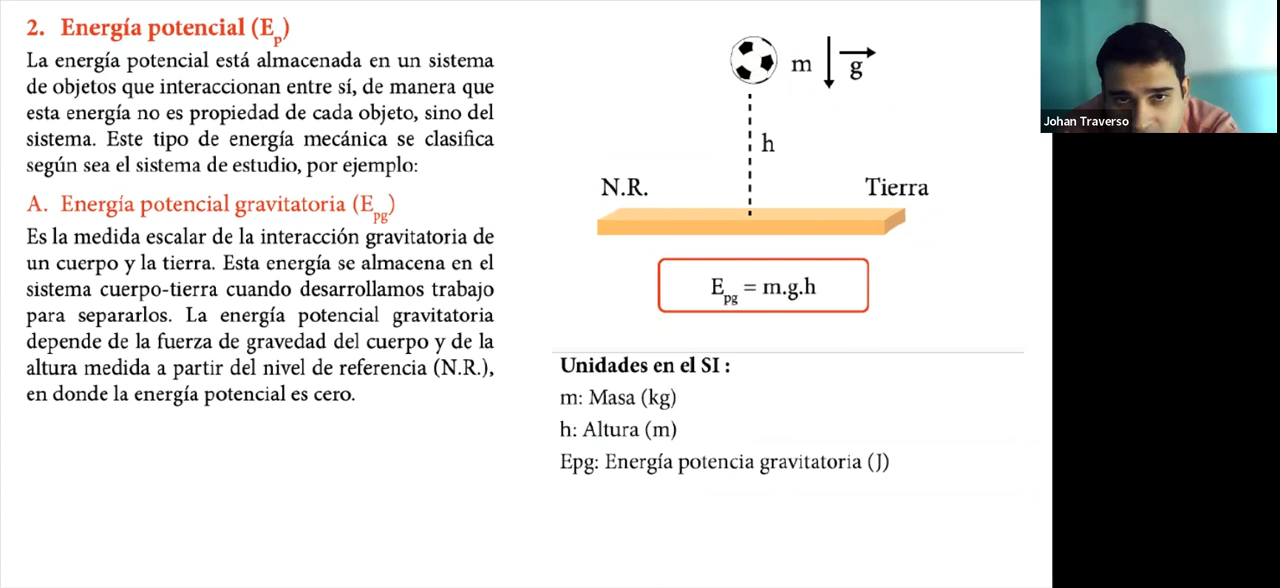 2. Energía potencial (Ep)
La energía potencial está almacenada en un sistema
de objetos que interaccionan entre sí, de manera que
esta energía no es propiedad de cada objeto, sino del
sistema. Este tipo de energía mecánica se clasifica
según sea el sistema de estudio, por ejemplo:
A. Energía potencial gravitatoria (Epg)
Es la medida escalar de la interacción gravitatoria de
un cuerpo y la tierra. Esta energía se almacena en el
sistema cuerpo-tierra cuando desarrollamos trabajo
para separarlos. La energía potencial gravitatoria
depende de la fuerza de gravedad del cuerpo y de la
altura medida a partir del nivel de referencia (N.R.),
en donde la energía potencial es cero.
m g
h
N.R. Tierra
Epg = m.g.h
Unidades en el SI :
m: Masa (kg)
h: Altura (m)
Epg: Energía potencia gravitatoria (J)
Johan Traverso